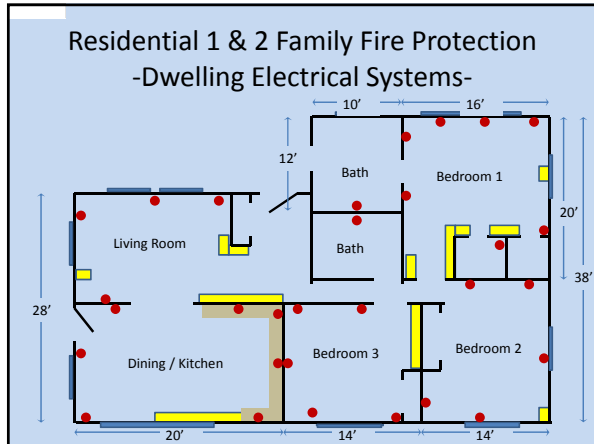 Residential 1 & 2 Family Fire Protection
-Dwelling Electrical Systems-
10’
16’
12’
Bath
Bedroom 1
20’
Living Room
Bath
38’
28’
Dining / Kitchen
Bedroom 3
Bedroom 2
20’
14’
14’